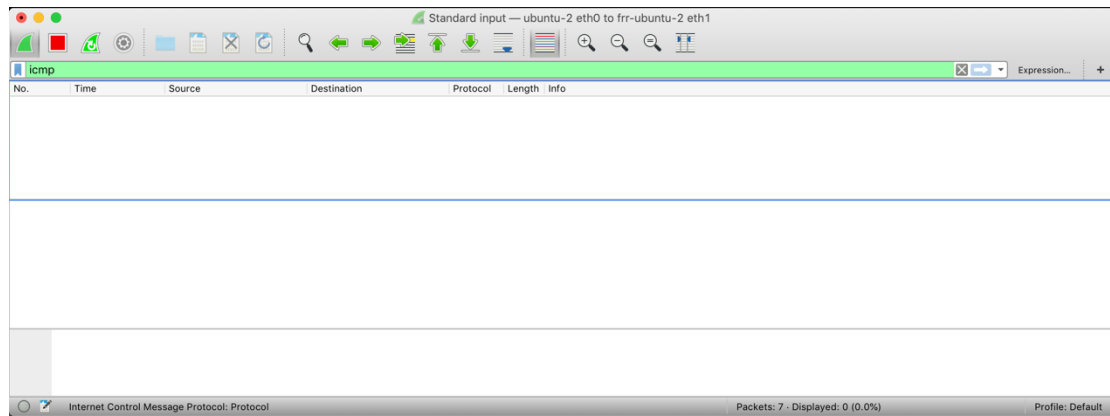 Standard input — ubuntu-2 eth0 to frr-ubuntu-2 eth1
icmp Expression... +
No. Time Source Destination Protocol Length Info
Internet Control Message Protocol: Protocol Packets: 7 · Displayed: 0 (0.0%) Profile: Default